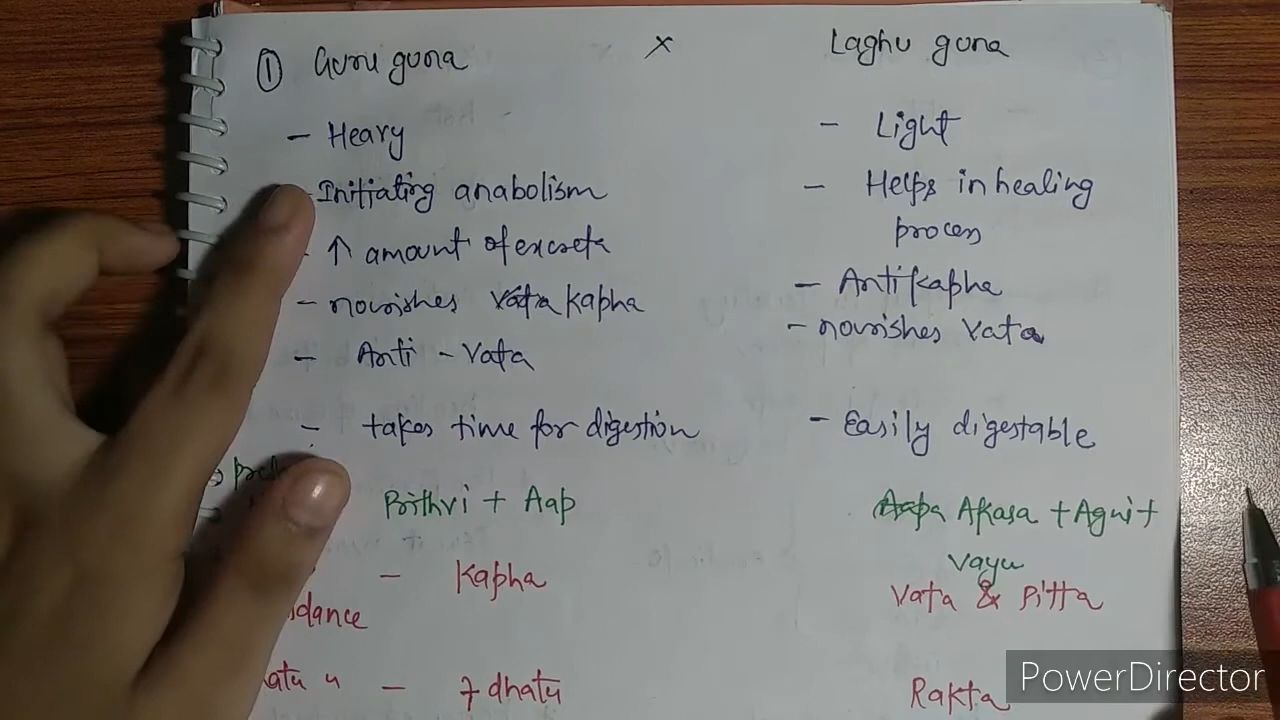 ① Guru guna × Laghu guna
- Heavy - Light
- Initiating anabolism - Helps in healing
process
↑ amount of excreta
- nourishes vata kapha - Antikapha
- nourishes vata
- Anti - vata
- takes time for digestion - Easily digestable
Prithvi + Aap Aapa Akasa + Agni +
vayu
- Kapha Vata & Pitta
dance
- 7 dhatu Rakta
PowerDirector